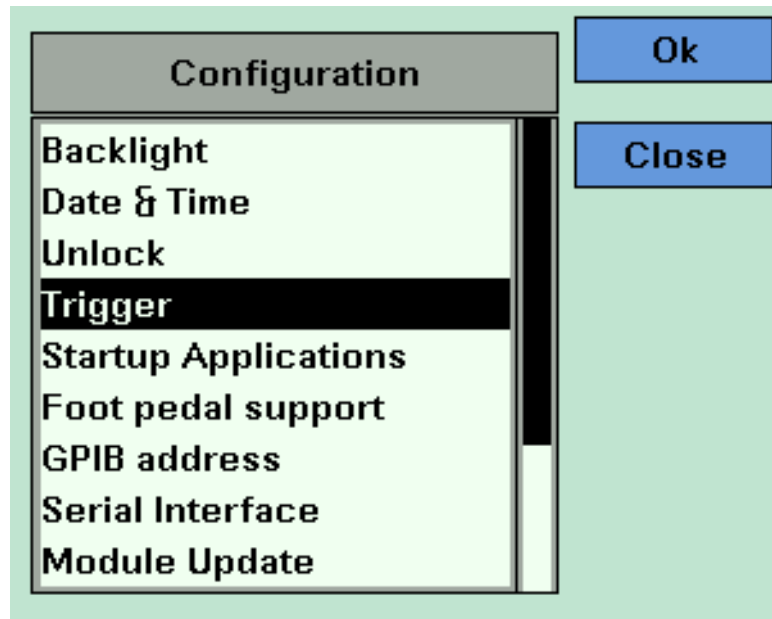 Configuration
Ok
Close
Backlight
Date & Time
Unlock
Trigger
Startup Applications
Foot pedal support
GPIB address
Serial Interface
Module Update